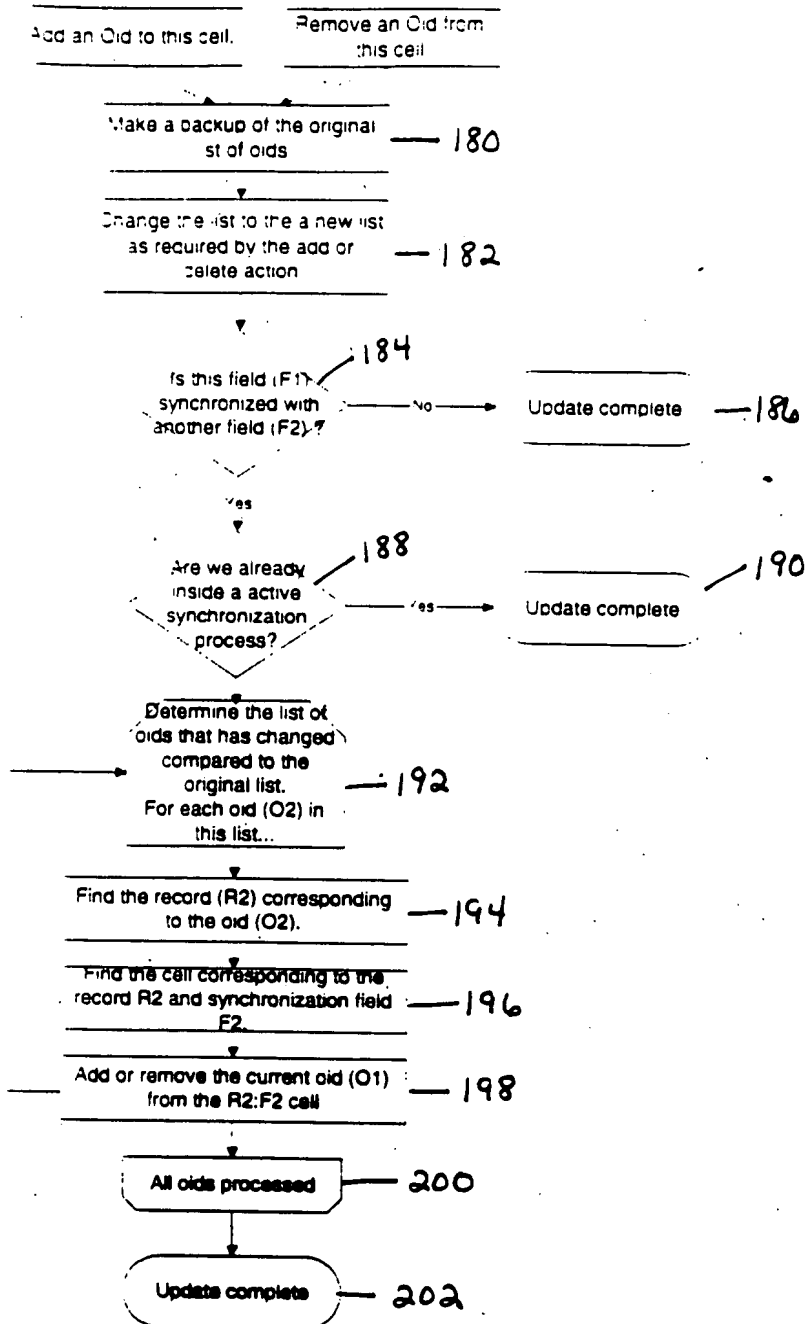 Add an Oid to this cell.
Remove an Oid from
this cell
Make a backup of the original
st of oids
180
Change the list to the a new list
as required by the add or
delete action
182
184
Is this field (F1)
synchronized with
another field (F2)?
No
Update complete
186
Yes
188
Are we already
inside a active
synchronization
process?
Yes
Update complete
190
Determine the list of
oids that has changed
compared to the
original list.
For each oid (O2) in
this list...
192
Find the record (R2) corresponding
to the oid (O2).
194
Find the cell corresponding to the
record R2 and synchronization field
F2.
196
Add or remove the current oid (O1)
from the R2:F2 cell
198
All oids processed
200
Update complete
202